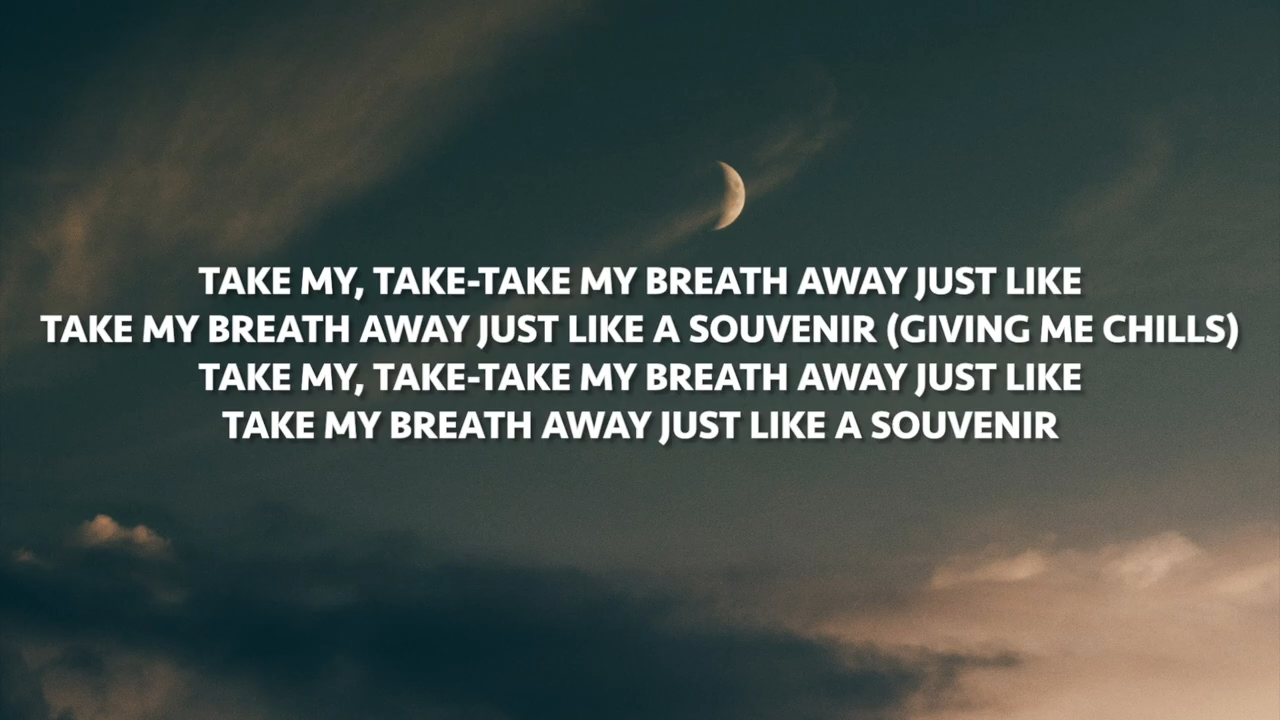 TAKE MY, TAKE-TAKE MY BREATH AWAY JUST LIKE
TAKE MY BREATH AWAY JUST LIKE A SOUVENIR (GIVING ME CHILLS)
TAKE MY, TAKE-TAKE MY BREATH AWAY JUST LIKE
TAKE MY BREATH AWAY JUST LIKE A SOUVENIR